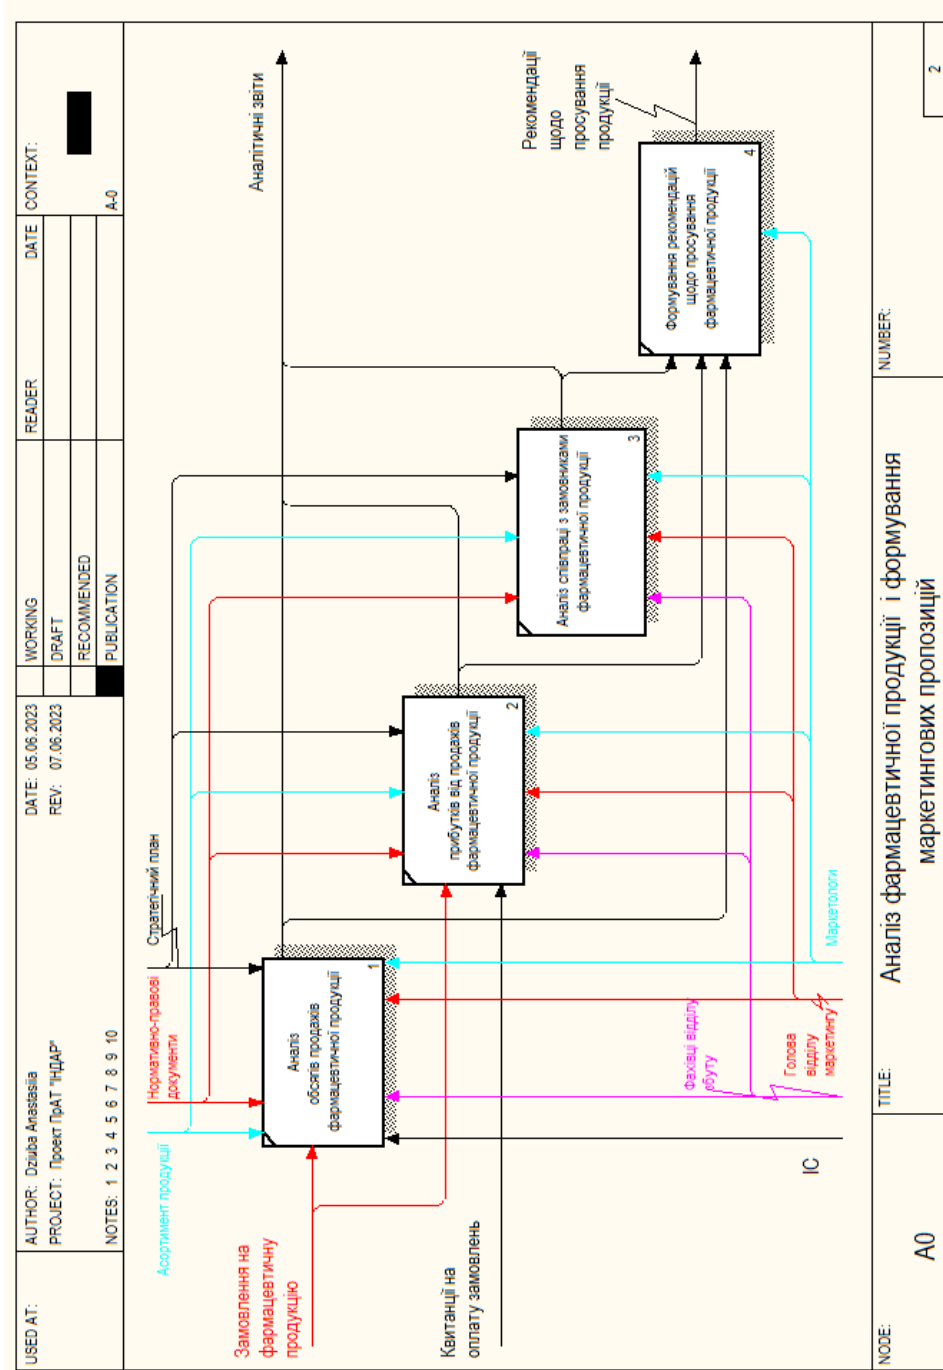 USED AT:
AUTHOR: Dziuba Anastasiia
PROJECT: Проект ПрАТ "ІНДАР"
NOTES: 1 2 3 4 5 6 7 8 9 10
DATE: 05.06.2023
REV: 07.06.2023
WORKING
DRAFT
RECOMMENDED
PUBLICATION
READER
DATE
CONTEXT:
A-0
Асортимент продукції
Нормативно-правові
документи
Стратегічний план
Аналітичні звіти
Замовлення на
фармацевтичну
продукцію
Квитанції на
оплату замовлень
Аналіз
обсягів продажів
фармацевтичної продукції
1
Аналіз
прибутків від продажів
фармацевтичної продукції
2
Аналіз співпраці з замовниками
фармацевтичної продукції
3
Формування рекомендацій
щодо просування
фармацевтичної продукції
4
Рекомендації
щодо
просування
продукції
ІС
Фахівці відділу
збуту
Голова
відділу
маркетингу
Маркетологи
NODE:
A0
TITLE:
Аналіз фармацевтичної продукції і формування
маркетингових пропозицій
NUMBER:
2